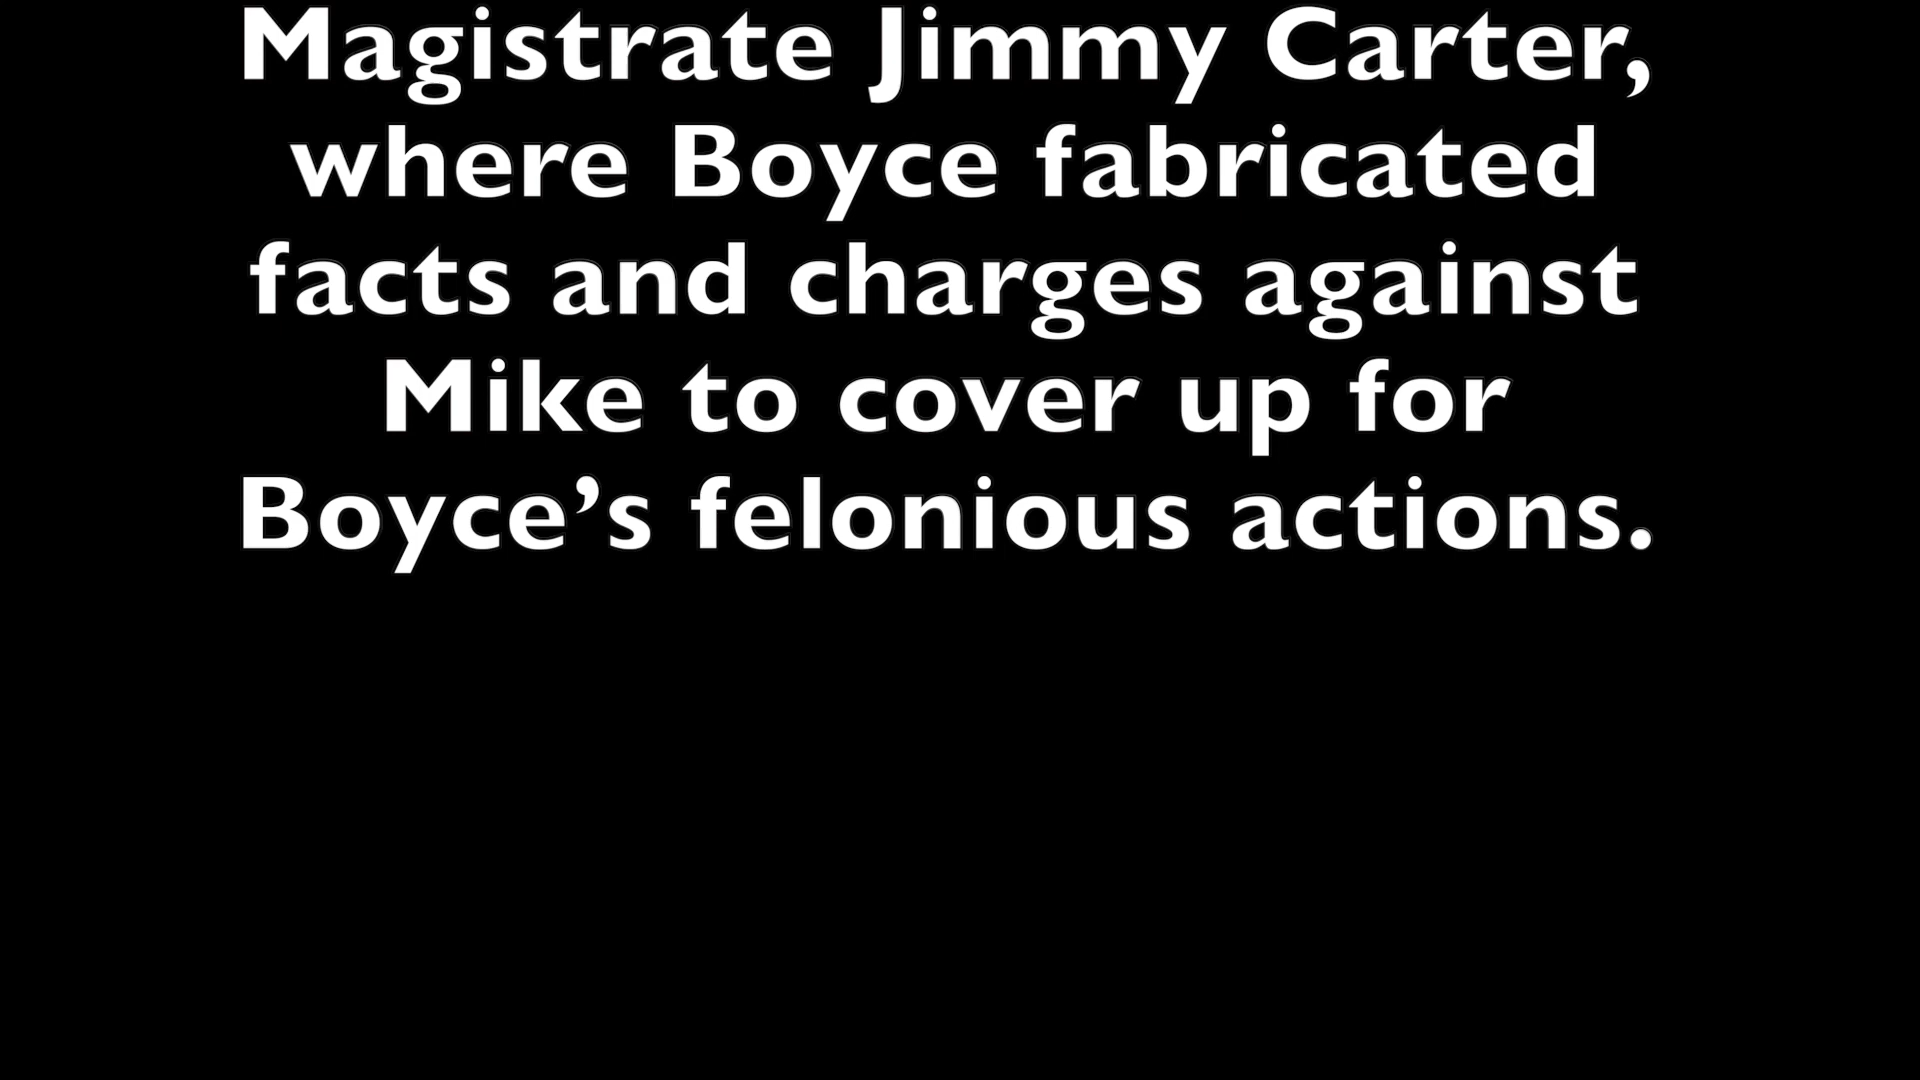 Magistrate Jimmy Carter,
where Boyce fabricated
facts and charges against
Mike to cover up for
Boyce’s felonious actions.